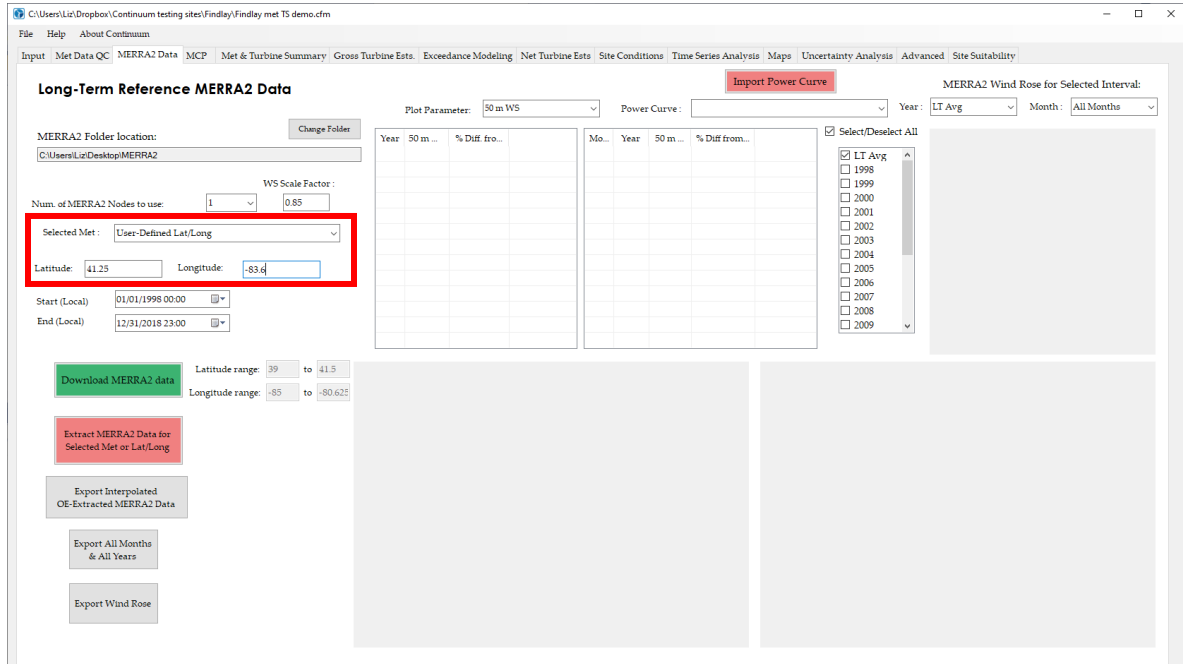 C:\Users\Liz\Dropbox\Continuum testing sites\Findlay\Findlay met TS demo.cfm
File Help About Continuum
Input Met Data QC MERRA2 Data MCP Met & Turbine Summary Gross Turbine Ests. Exceedance Modeling Net Turbine Ests Site Conditions Time Series Analysis Maps Uncertainty Analysis Advanced Site Suitability
Long-Term Reference MERRA2 Data
Import Power Curve
MERRA2 Wind Rose for Selected Interval:
Plot Parameter: 50 m WS Power Curve : Year : LT Avg Month : All Months
MERRA2 Folder location: Change Folder
C:\Users\Liz\Desktop\MERRA2
WS Scale Factor :
Num. of MERRA2 Nodes to use: 1 0.85
Selected Met : User-Defined Lat/Long
Latitude: 41.25 Longitude: -83.6
Start (Local) 01/01/1998 00:00
End (Local) 12/31/2018 23:00
Year 50 m ... % Diff. fro...
Mo... Year 50 m ... % Diff from...
Select/Deselect All
LT Avg
1998
1999
2000
2001
2002
2003
2004
2005
2006
2007
2008
2009
Download MERRA2 data
Latitude range: 39 to 41.5
Longitude range: -85 to -80.625
Extract MERRA2 Data for
Selected Met or Lat/Long
Export Interpolated
OE-Extracted MERRA2 Data
Export All Months
& All Years
Export Wind Rose